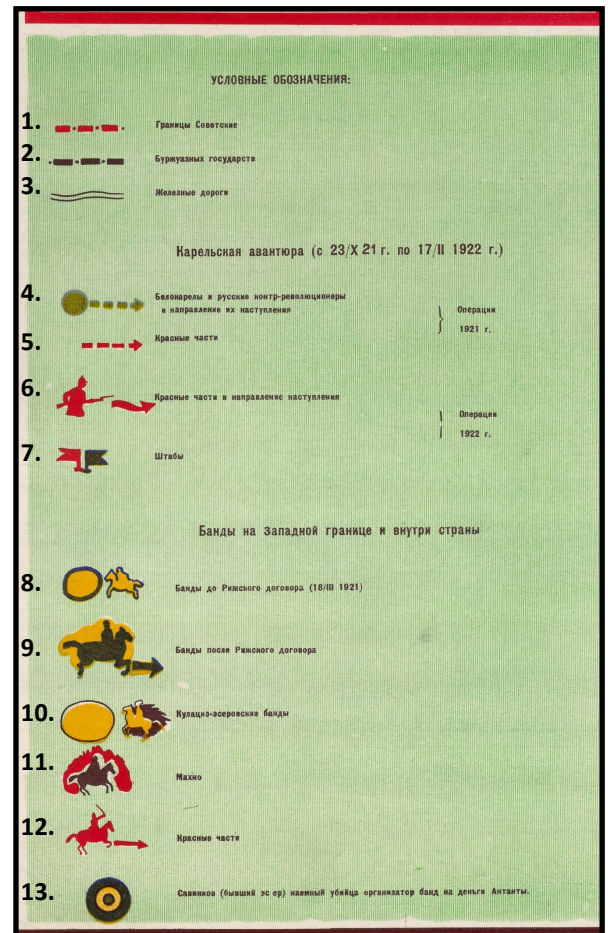 УСЛОВНЫЕ ОБОЗНАЧЕНИЯ:
1. Границы Советские
2. Буржуазных государств
3. Железные дороги
Карельская авантюра (с 23/X 21 г. по 17/II 1922 г.)
4. Белокарелы и русские контр-революционеры
и направление их наступления
Операции
1921 г.
5. Красные части
6. Красные части и направление наступления
Операции
1922 г.
7. Штабы
Банды на Западной границе и внутри страны
8. Банды до Рижского договора (18/III 1921)
9. Банды после Рижского договора
10. Кулацко-эсеровские банды
11. Махно
12. Красные части
13. Савинков (бывший эс ер) наемный убийца организатор банд на деньги Антанты.